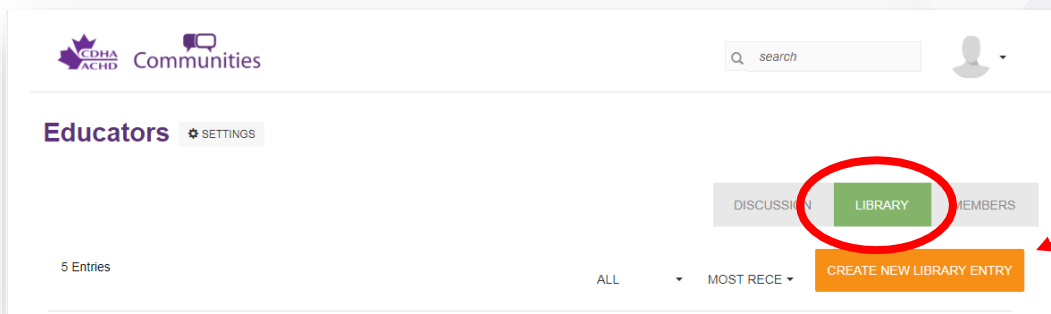 CDHA
ACHD
Communities
search
Educators SETTINGS
DISCUSSION LIBRARY MEMBERS
5 Entries
ALL MOST RECE CREATE NEW LIBRARY ENTRY